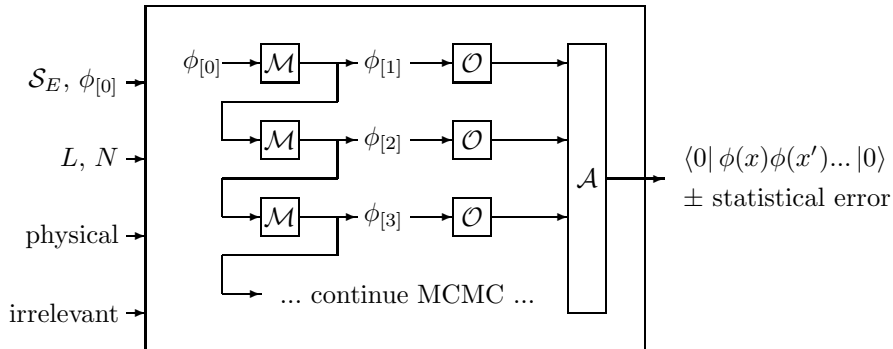 𝒮_E, ϕ_[0]
L, N
physical
irrelevant
ϕ_[0] ℳ ϕ_[1] 𝒪
ℳ ϕ_[2] 𝒪
ℳ ϕ_[3] 𝒪
... continue MCMC ...
𝒜
⟨0| ϕ(x)ϕ(x′)... |0⟩
± statistical error